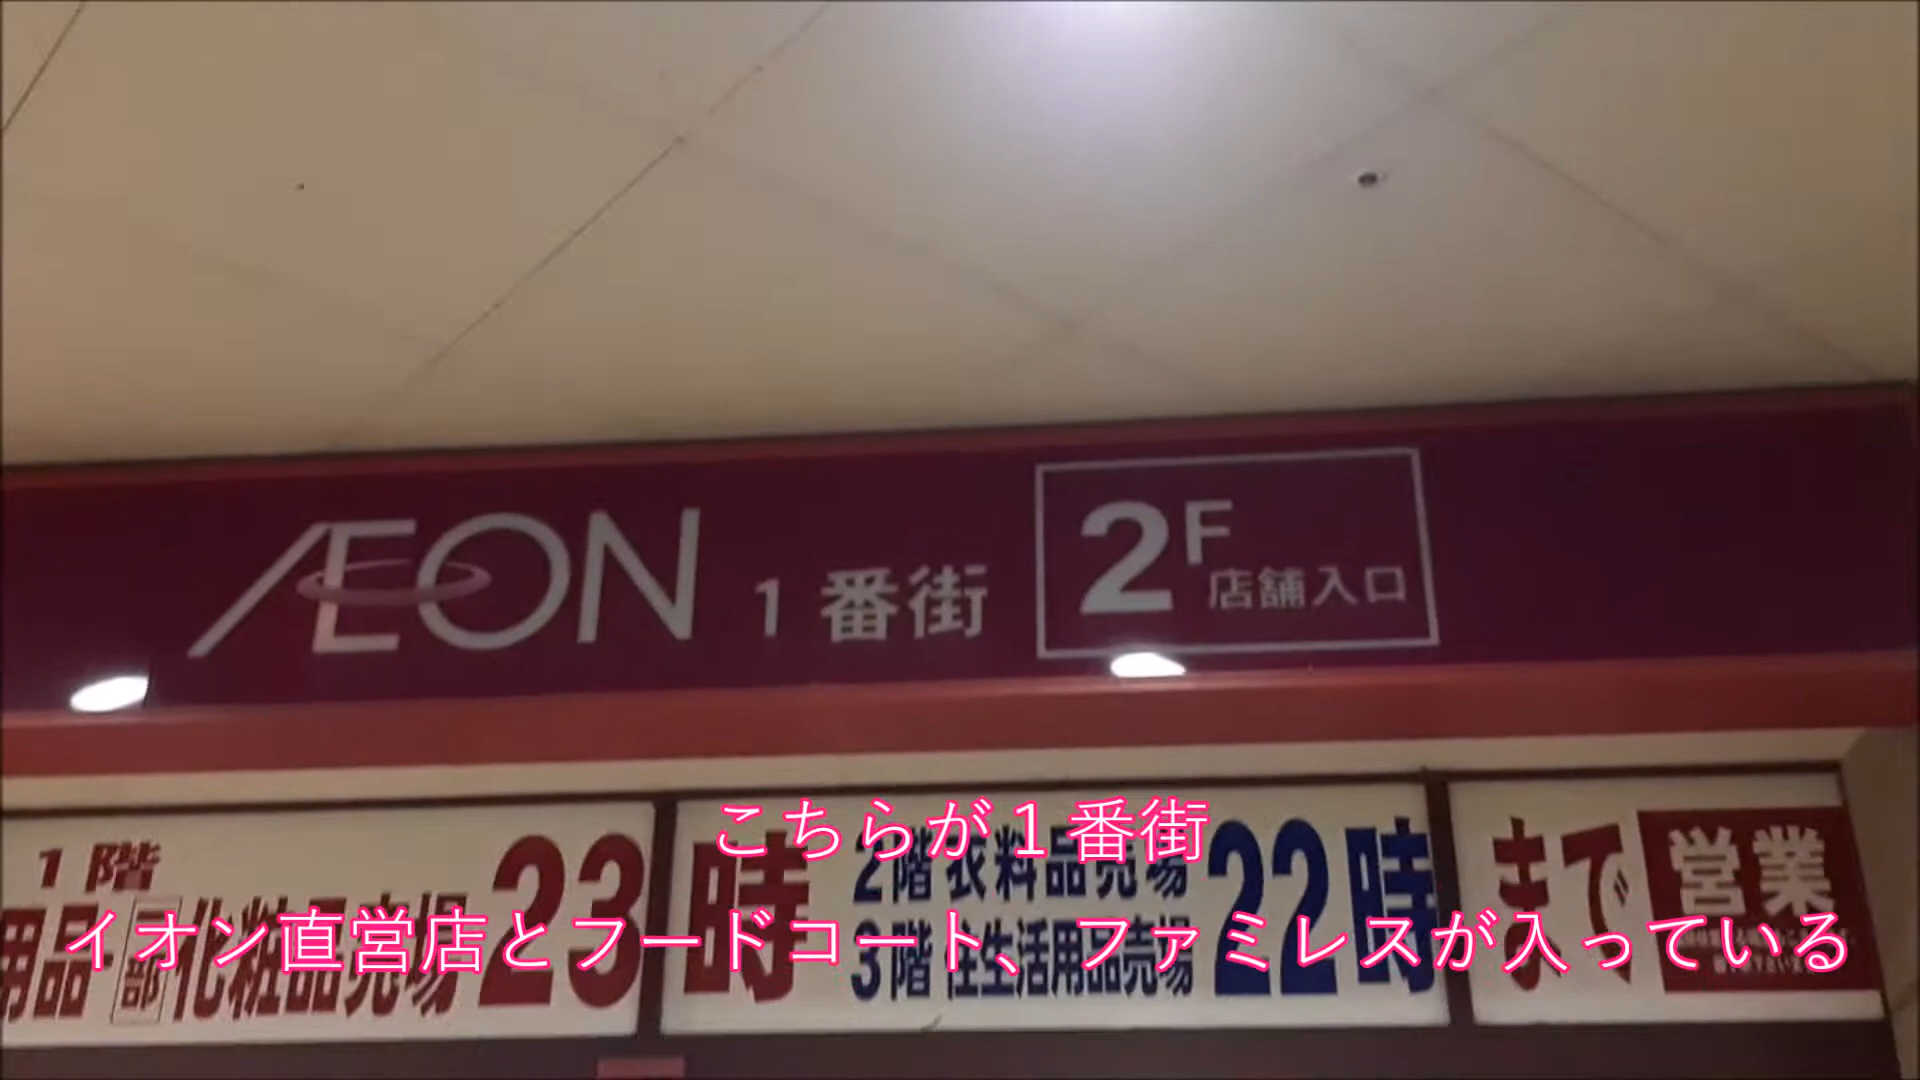 ÆON 1番街 2F 店舗入口
こちらが1番街
1階
用品 部 化粧品売場 23時
2階 衣料品売場
3階 住生活用品売場 22時
まで 営業
イオン直営店とフードコート、ファミレスが入っている